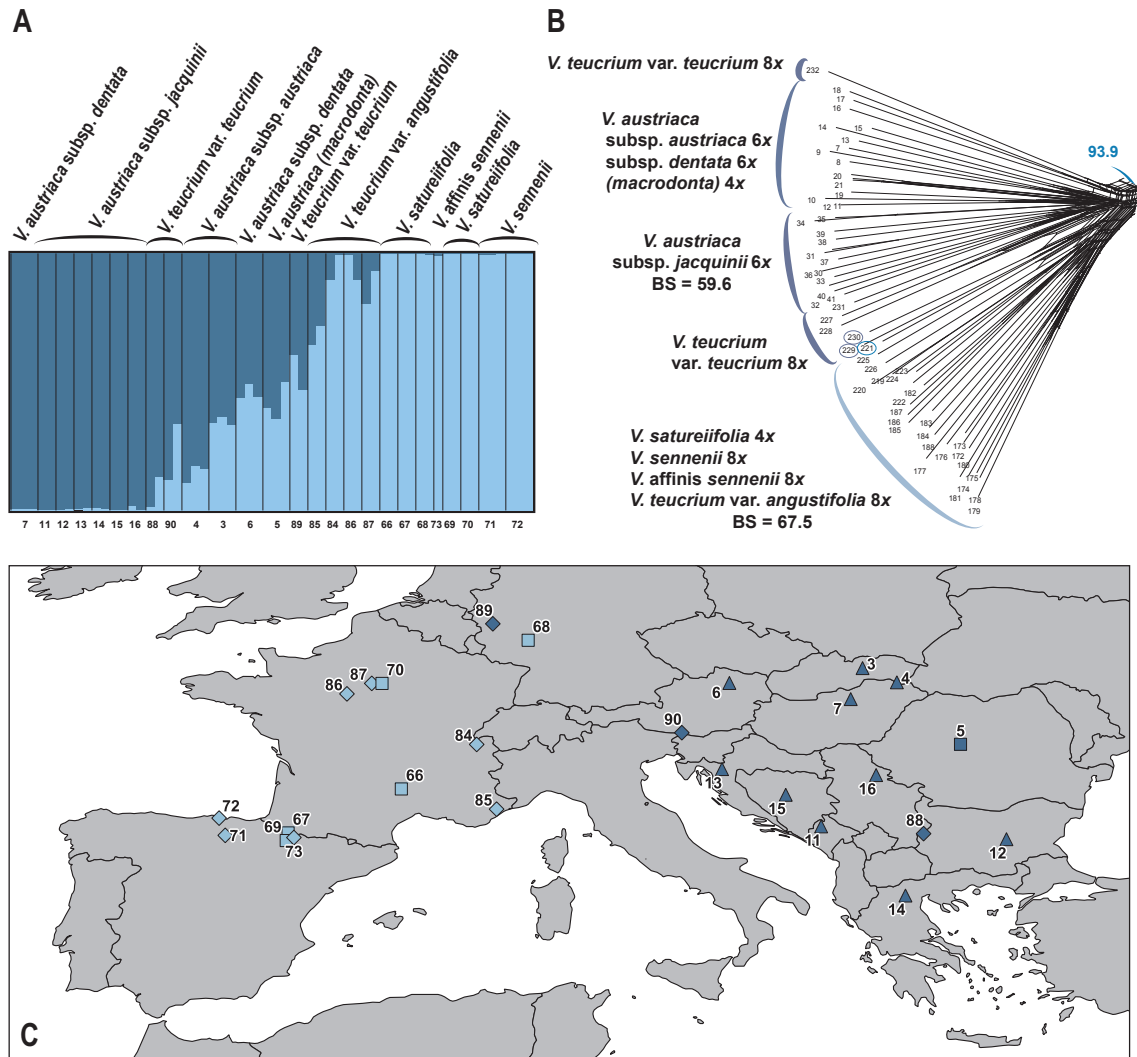 A
V. austriaca subsp. dentata
V. austriaca subsp. jacquinii
V. teucrium var. teucrium
V. austriaca subsp. austriaca
V. austriaca subsp. dentata
V. austriaca (macrodonta)
V. teucrium var. teucrium
V. teucrium var. angustifolia
V. satureiifolia
V. affinis sennenii
V. satureiifolia
V. sennenii
7 11 12 13 14 15 16 88 90 4 3 6 5 89 85 84 86 87 66 67 68 73 69 70 71 72
B
93.9
V. teucrium var. teucrium 8x
V. austriaca
subsp. austriaca 6x
subsp. dentata 6x
(macrodonta) 4x
V. austriaca
subsp. jacquinii 6x
BS = 59.6
V. teucrium
var. teucrium 8x
V. satureiifolia 4x
V. sennenii 8x
V. affinis sennenii 8x
V. teucrium var. angustifolia 8x
BS = 67.5
232
18
17
16
14
15
13
7
9
8
20
21
19
10
12
11
34
35
39
38
31
37
36
30
33
40
41
32
231
227
228
230
229
221
225
226
223
219
224
220
182
222
187
186
183
185
184
188
173
176
172
177
175
174
181
178
179
C
89
68
86
87
70
84
66
85
72
71
69
67
73
3
4
6
7
90
5
13
15
16
11
88
12
14